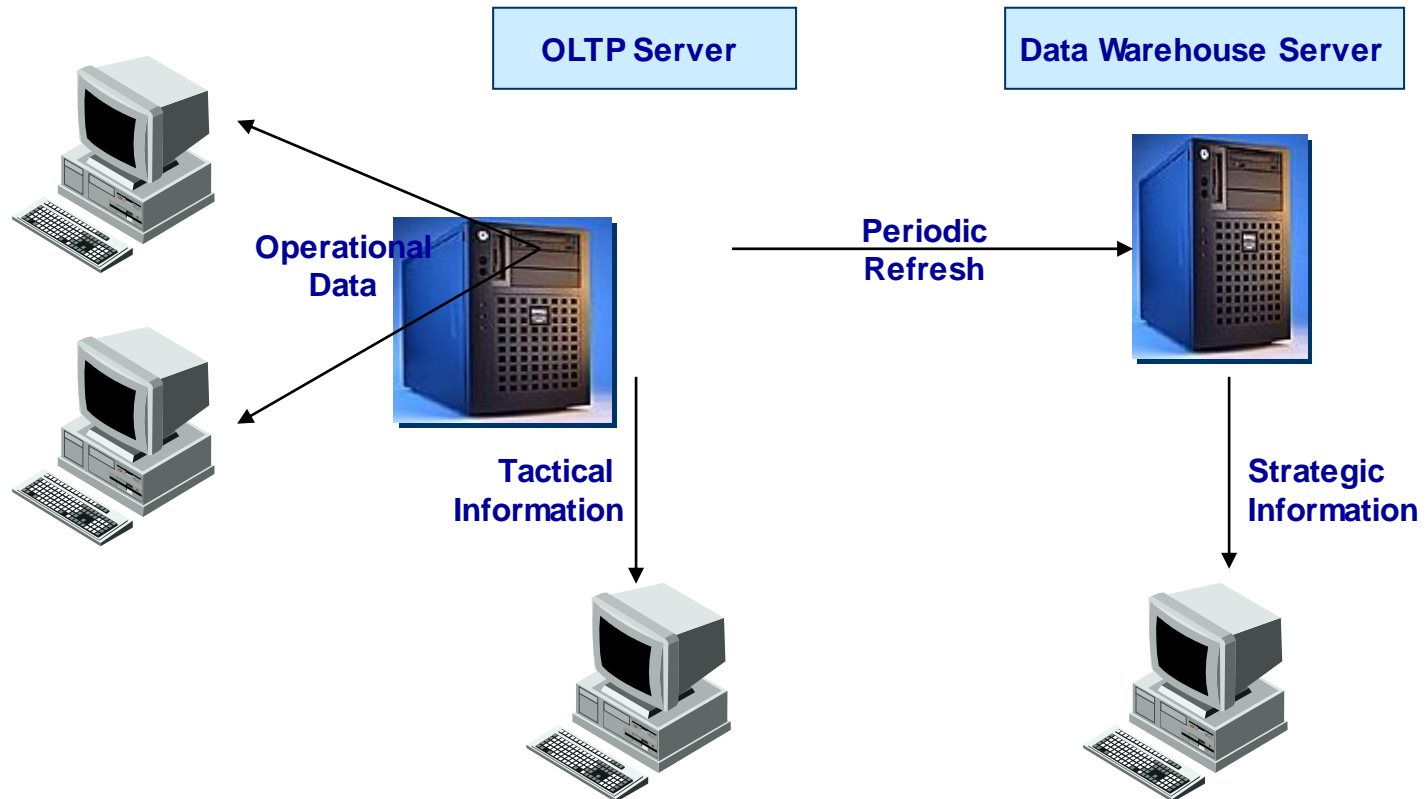 OLTP Server
Data Warehouse Server
Operational
Data
Periodic
Refresh
Tactical
Information
Strategic
Information